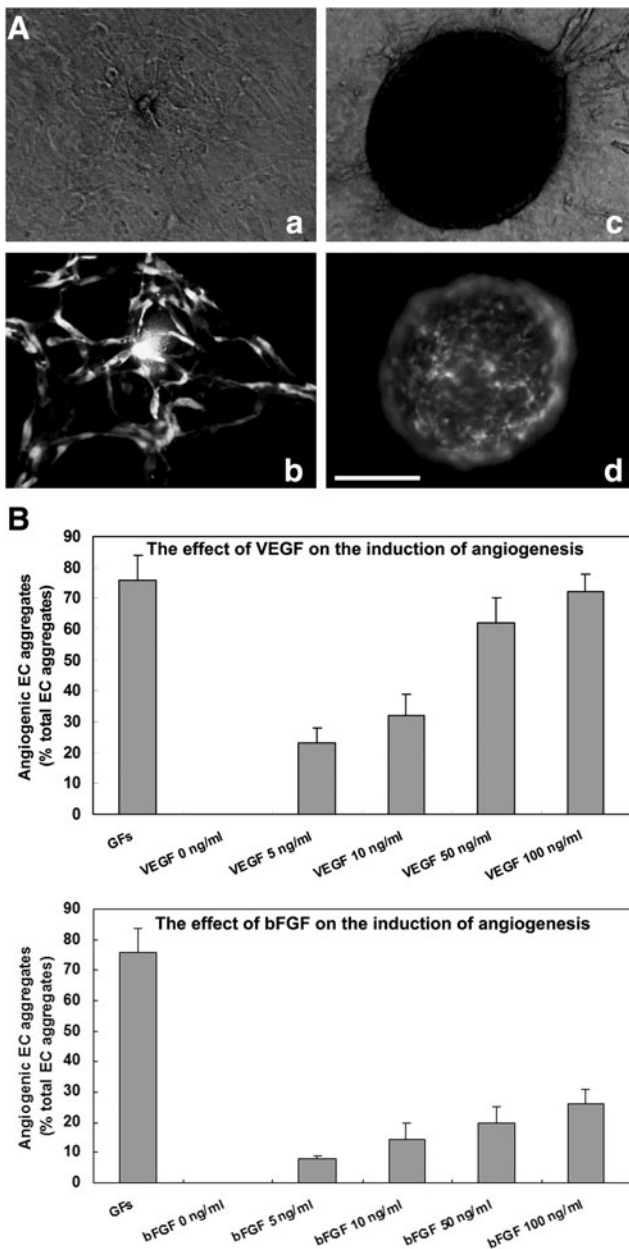 A
a
c
b
d
B
The effect of VEGF on the induction of angiogenesis
Angiogenic EC aggregates
(% total EC aggregates)
90
80
70
60
50
40
30
20
10
0
GFs
VEGF 0 ng/ml
VEGF 5 ng/ml
VEGF 10 ng/ml
VEGF 50 ng/ml
VEGF 100 ng/ml
The effect of bFGF on the induction of angiogenesis
Angiogenic EC aggregates
(% total EC aggregates)
90
80
70
60
50
40
30
20
10
0
GFs
bFGF 0 ng/ml
bFGF 5 ng/ml
bFGF 10 ng/ml
bFGF 50 ng/ml
bFGF 100 ng/ml